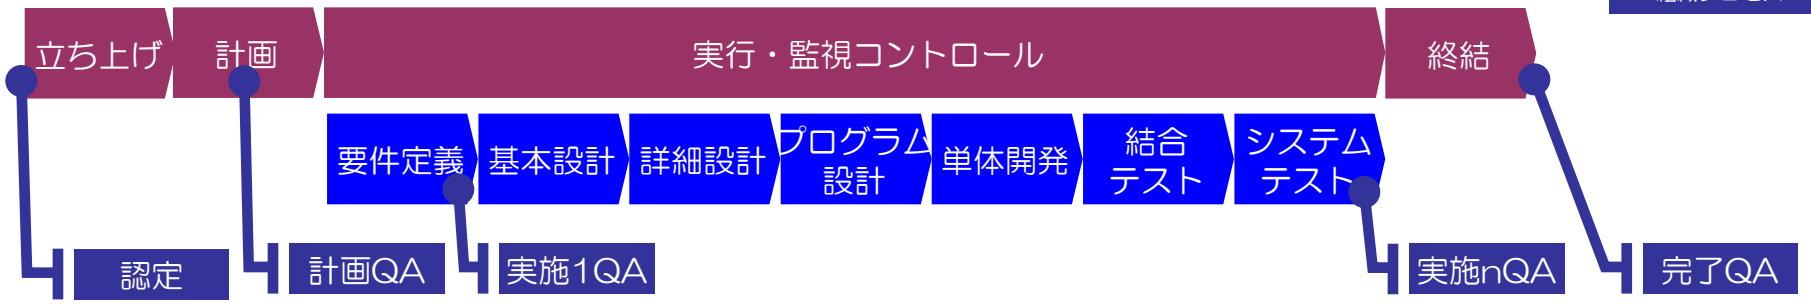 立ち上げ
計画
実行・監視コントロール
終結
要件定義
基本設計
詳細設計
プログラム
設計
単体開発
結合
テスト
システム
テスト
認定
計画QA
実施1QA
実施nQA
完了QA